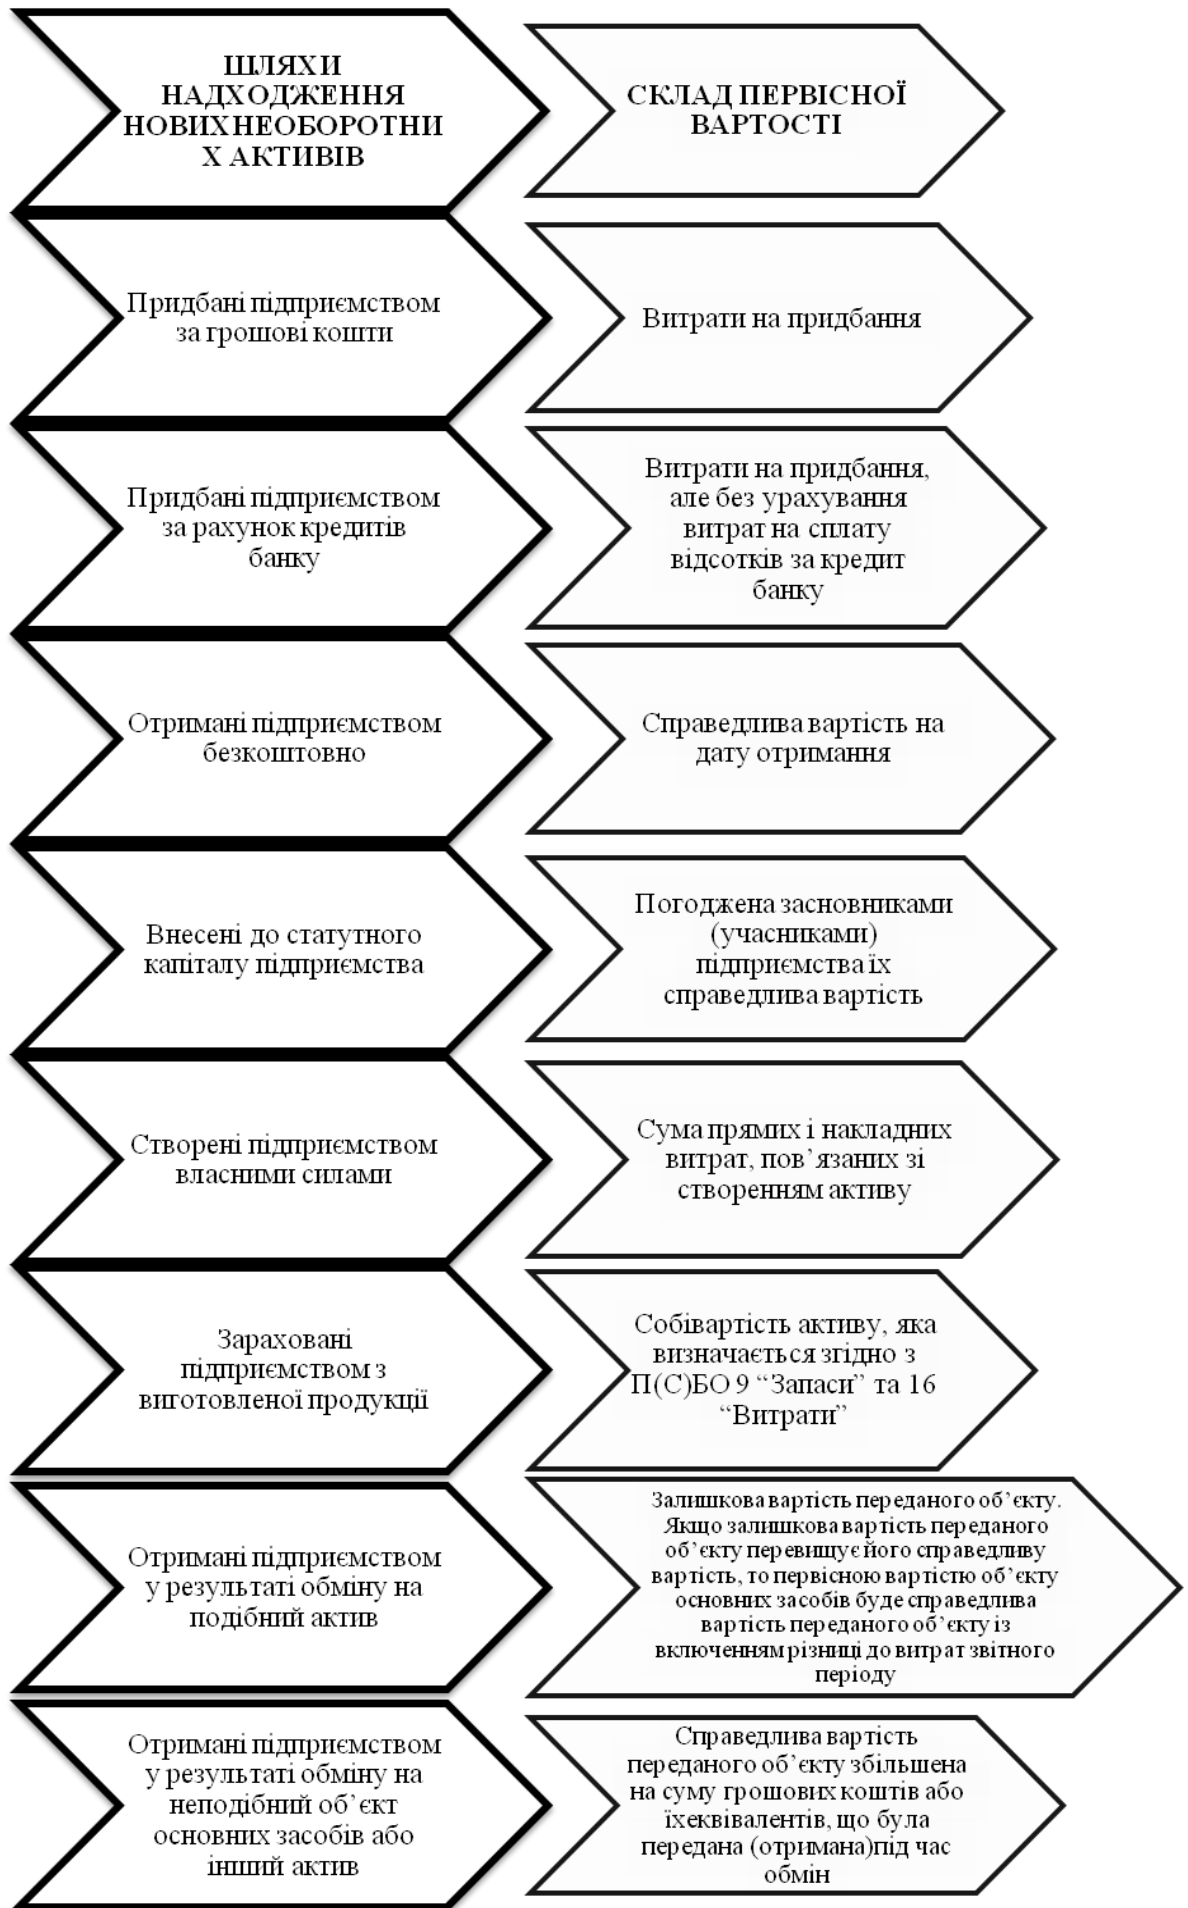 ШЛЯХИ
НАДХОДЖЕННЯ
НОВИХ НЕОБОРОТНИ
Х АКТИВІВ
СКЛАД ПЕРВІСНОЇ
ВАРТОСТІ
Придбані підприємством
за грошові кошти
Витрати на придбання
Придбані підприємством
за рахунок кредитів
банку
Витрати на придбання,
але без урахування
витрат на сплату
відсотків за кредит
банку
Отримані підприємством
безкоштовно
Справедлива вартість на
дату отримання
Внесені до статутного
капіталу підприємства
Погоджена засновниками
(учасниками)
підприємства їх
справедлива вартість
Створені підприємством
власними силами
Сума прямих і накладних
витрат, пов’язаних зі
створенням активу
Зараховані
підприємством з
виготовленої продукції
Собівартість активу, яка
визначається згідно з
П(С)БО 9 “Запаси” та 16
“Витрати”
Отримані підприємством
у результаті обміну на
подібний актив
Залишкова вартість переданого об’єкту.
Якщо залишкова вартість переданого
об’єкту перевищує його справедливу
вартість, то первісною вартістю об’єкту
основних засобів буде справедлива
вартість переданого об’єкту із
включенням різниці до витрат звітного
періоду
Отримані підприємством
у результаті обміну на
неподібний об’єкт
основних засобів або
інший актив
Справедлива вартість
переданого об’єкту збільшена
на суму грошових коштів або
їхеквівалентів, що була
передана (отримана)під час
обмін